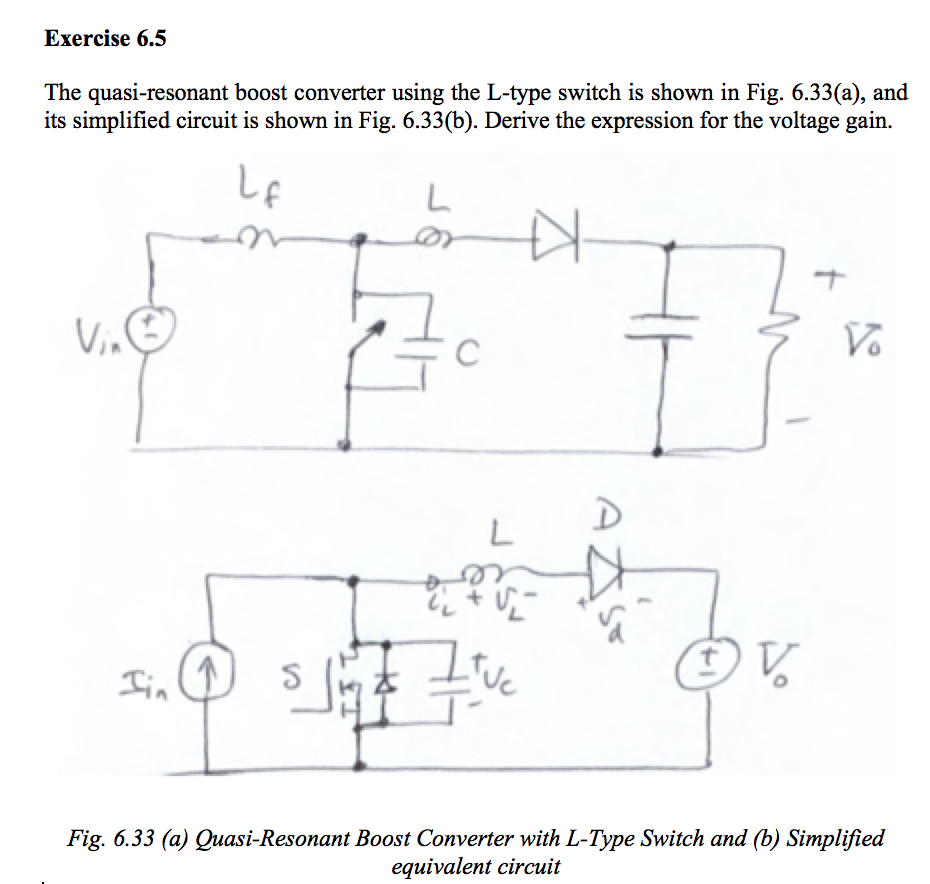 Exercise 6.5
The quasi-resonant boost converter using the L-type switch is shown in Fig. 6.33(a), and
its simplified circuit is shown in Fig. 6.33(b). Derive the expression for the voltage gain.
Lf
L
+
Vin
+
-
C
Vo
-
D
L
iL + VL -
+ Vd -
Iin
S
+
Vc
-
+
-
Vo
Fig. 6.33 (a) Quasi-Resonant Boost Converter with L-Type Switch and (b) Simplified
equivalent circuit